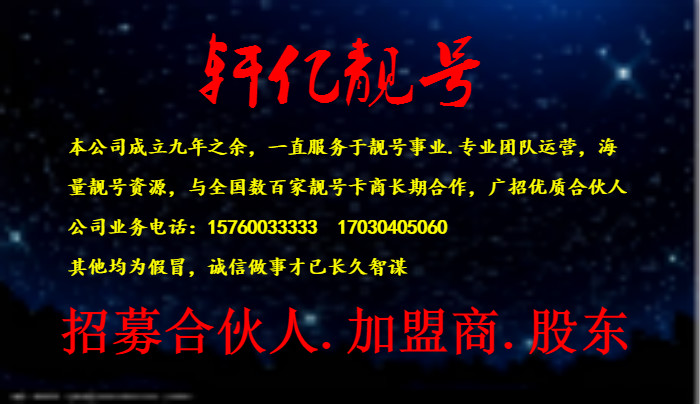 轩亿靓号
本公司成立九年之余，一直服务于靓号事业.专业团队运营，海
量靓号资源，与全国数百家靓号卡商长期合作，广招优质合伙人
公司业务电话：15760033333 17030405060
其他均为假冒，诚信做事才已长久智谋
招募合伙人.加盟商.股东